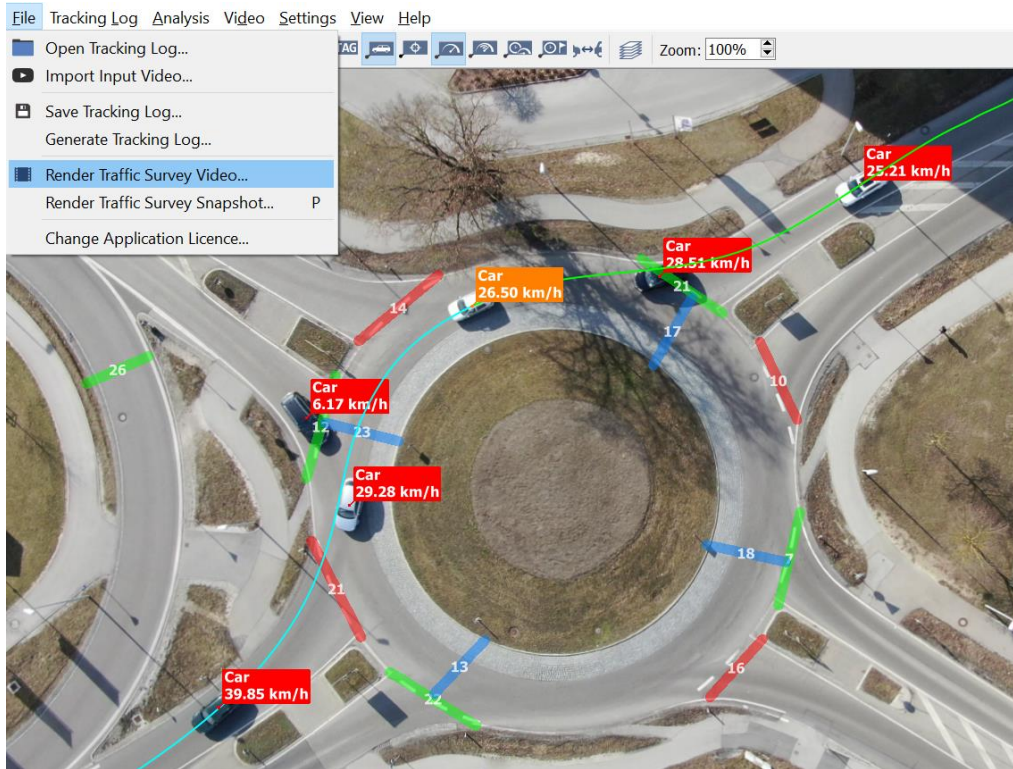 File Tracking Log Analysis Video Settings View Help
Open Tracking Log...
TAG
Zoom: 100%
Import Input Video...
Save Tracking Log...
Generate Tracking Log...
Render Traffic Survey Video...
Render Traffic Survey Snapshot... P
Change Application Licence...
Car
25.21 km/h
Car
28.51 km/h
21
Car
26.50 km/h
14
17
26
10
Car
6.17 km/h
12
23
Car
29.28 km/h
18
7
21
13
16
Car
39.85 km/h
22